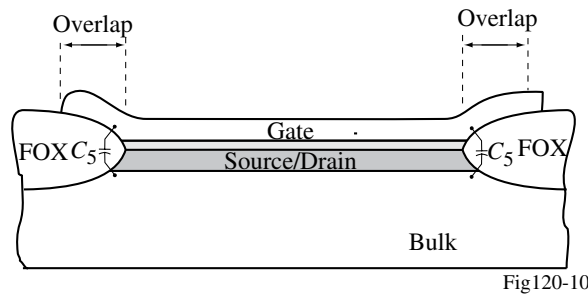 Overlap Overlap
Gate
FOX C5 C5 FOX
Source/Drain
Bulk
Fig120-10